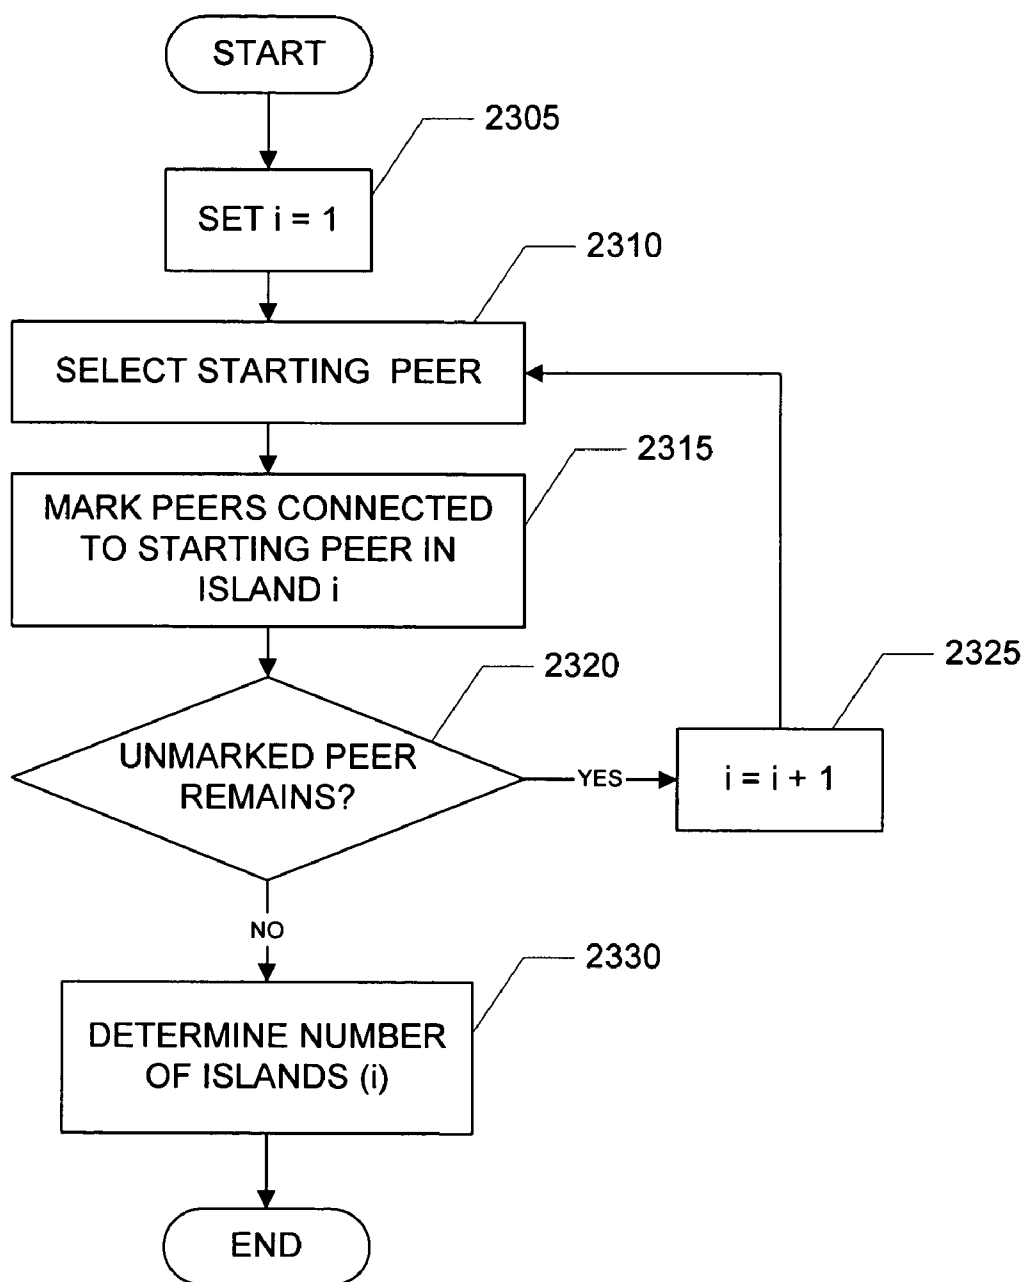 START
2305
SET i = 1
2310
SELECT STARTING PEER
2315
MARK PEERS CONNECTED
TO STARTING PEER IN
ISLAND i
2320
2325
UNMARKED PEER
REMAINS?
YES
i = i + 1
NO
2330
DETERMINE NUMBER
OF ISLANDS (i)
END